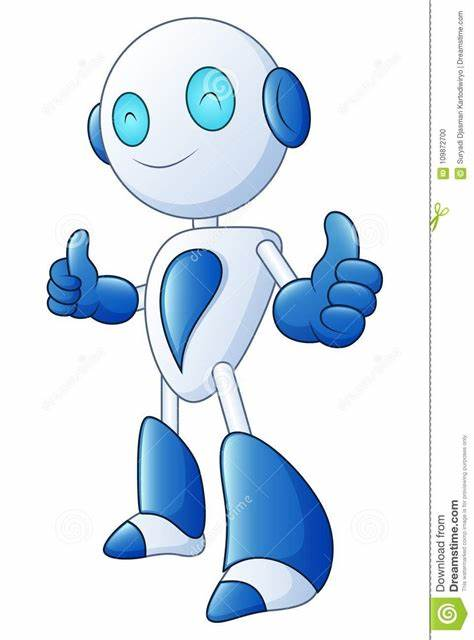 109872700
Suryadi Djasman Kartodiwiryo | Dreamstime.com
Download from
Dreamstime.com
This watermarked comp image is for previewing purposes only.